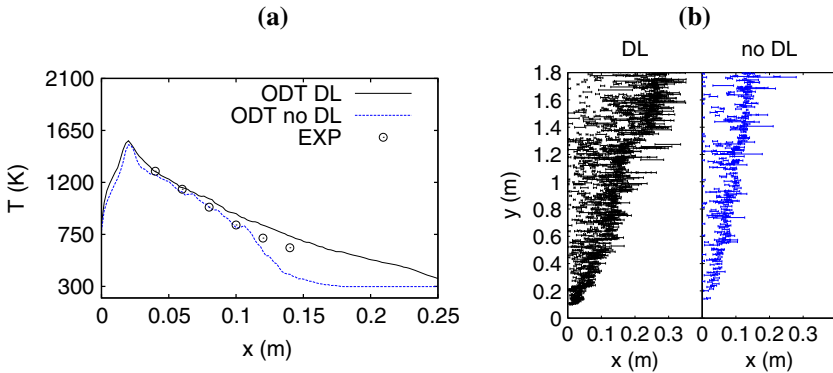 (a)
(b)
DL
no DL
2100
1650
1200
750
300
T (K)
ODT DL
ODT no DL
EXP
0
0.05
0.1
0.15
0.2
0.25
x (m)
1.8
1.6
1.4
1.2
1
0.8
0.6
0.4
0.2
0
y (m)
0 0.1 0.2 0.3
0 0.1 0.2 0.3
x (m)
x (m)